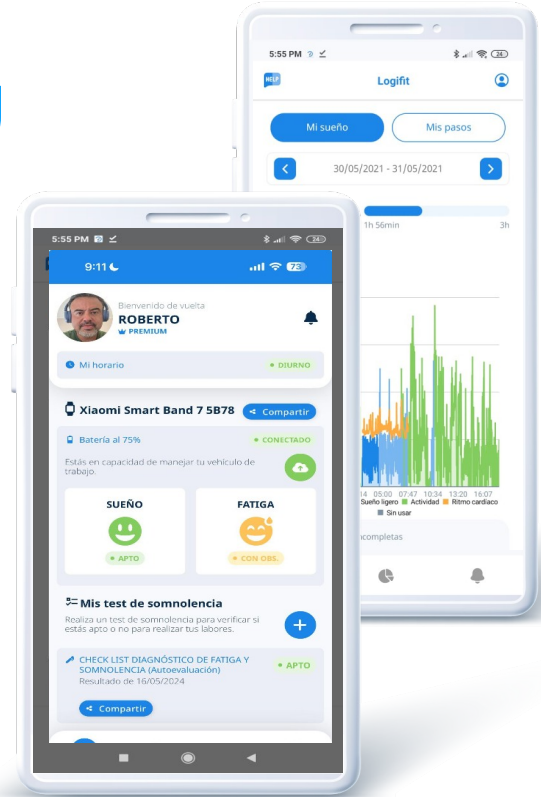 5:55 PM
24
HELP
Logifit
Mi sueño
Mis pasos
30/05/2021 - 31/05/2021
1h 56min
3h
14 05:00 07:47 10:34 13:20 16:07
Sueño ligero Actividad Ritmo cardíaco
Sin usar
ncompletas
5:55 PM
24
9:11
73
Bienvenido de vuelta
ROBERTO
PREMIUM
Mi horario
DIURNO
Xiaomi Smart Band 7 5B78
Compartir
Batería al 75%
CONECTADO
Estás en capacidad de manejar tu vehículo de
trabajo.
SUEÑO
FATIGA
APTO
CON OBS.
Mis test de somnolencia
Realiza un test de somnolencia para verificar si
estás apto o no para realizar tus labores.
CHECK LIST DIAGNÓSTICO DE FATIGA Y
SOMNOLENCIA (Autoevaluación)
APTO
Resultado de 16/05/2024
Compartir